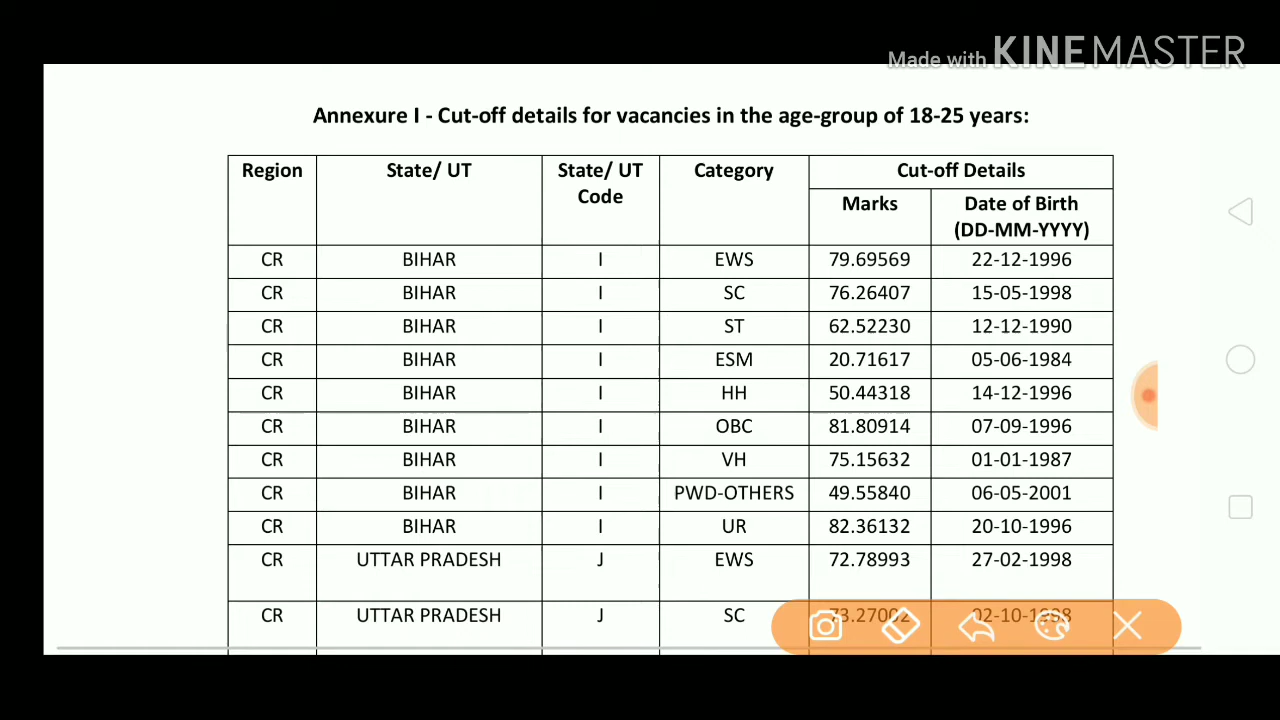 Made with KINEMASTER
Annexure I - Cut-off details for vacancies in the age-group of 18-25 years:
Region State/ UT State/ UT Code Category Cut-off Details
Marks Date of Birth (DD-MM-YYYY)
CR BIHAR I EWS 79.69569 22-12-1996
CR BIHAR I SC 76.26407 15-05-1998
CR BIHAR I ST 62.52230 12-12-1990
CR BIHAR I ESM 20.71617 05-06-1984
CR BIHAR I HH 50.44318 14-12-1996
CR BIHAR I OBC 81.80914 07-09-1996
CR BIHAR I VH 75.15632 01-01-1987
CR BIHAR I PWD-OTHERS 49.55840 06-05-2001
CR BIHAR I UR 82.36132 20-10-1996
CR UTTAR PRADESH J EWS 72.78993 27-02-1998
CR UTTAR PRADESH J SC 73.27002 02-10-1998